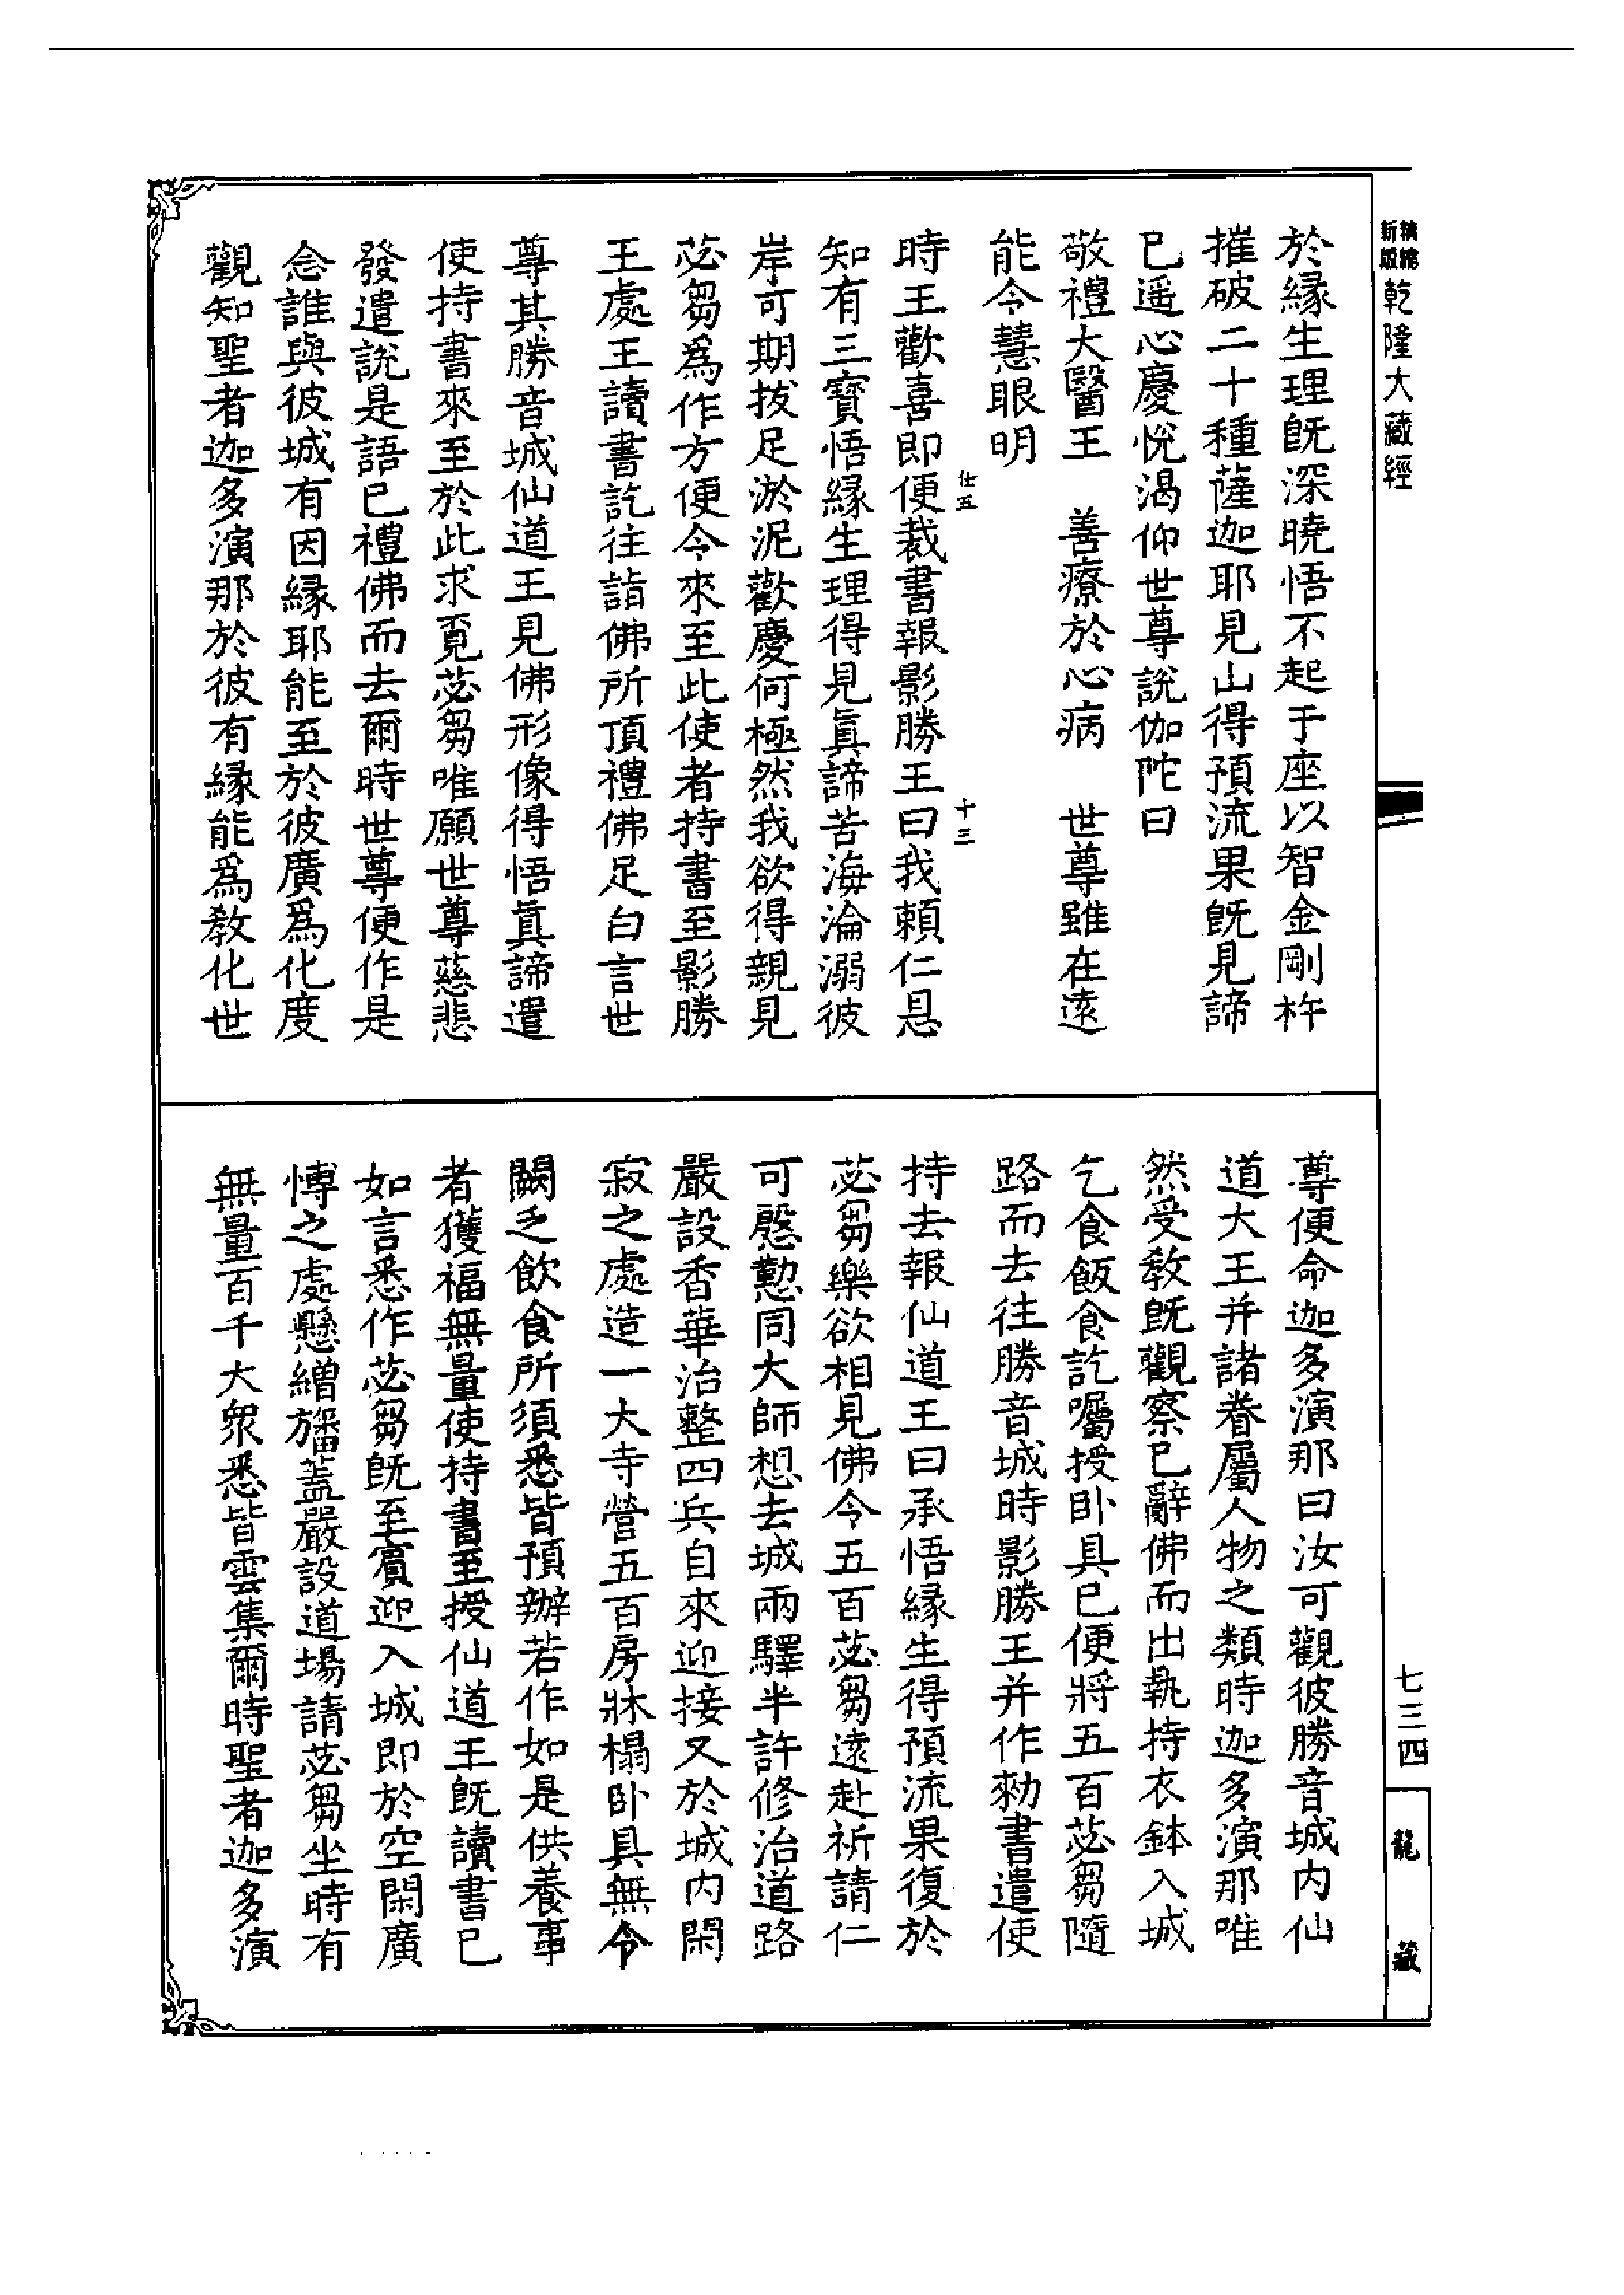 新版精縮乾隆大藏經
於緣生理旣深曉悟不起于座以智金剛杵
摧破二十種薩迦耶見山得預流果旣見諦
已遥心慶悅渴仰世尊說伽陀曰
敬禮大醫王　善療於心病　世尊雖在遠
能令慧眼明
仕五　十三
時王歡喜即便裁書報影勝王曰我賴仁恩
知有三寶悟緣生理得見眞諦苦海淪溺彼
岸可期拔足淤泥歡慶何極然我欲得親見
苾芻爲作方便令來至此使者持書至影勝
王處王讀書訖往詣佛所頂禮佛足白言世
尊其勝音城仙道王見佛形像得悟眞諦遣
使持書來至於此求覓苾芻唯願世尊慈悲
發遣說是語已禮佛而去爾時世尊便作是
念誰與彼城有因緣耶能至於彼廣爲化度
觀知聖者迦多演那於彼有緣能爲教化世
尊便命迦多演那曰汝可觀彼勝音城内仙
道大王并諸眷屬人物之類時迦多演那唯
然受教旣觀察已辭佛而出執持衣鉢入城
乞食飯食訖囑授卧具已便將五百苾芻隨
路而去往勝音城時影勝王并作勑書遣使
持去報仙道王曰承悟緣生得預流果復於
苾芻樂欲相見佛令五百苾芻遠赴祈請仁
可慇懃同大師想去城兩驛半許修治道路
嚴設香華治整四兵自來迎接又於城内閑
寂之處造一大寺營五百房牀榻卧具無令
闕乏飲食所須悉皆預辦若作如是供養事
者獲福無量使持書至授仙道王旣讀書已
如言悉作苾芻旣至賓迎入城即於空閑廣
愽之處懸繒旛蓋嚴設道場請苾芻坐時有
無量百千大衆悉皆雲集爾時聖者迦多演
七三四
龍藏